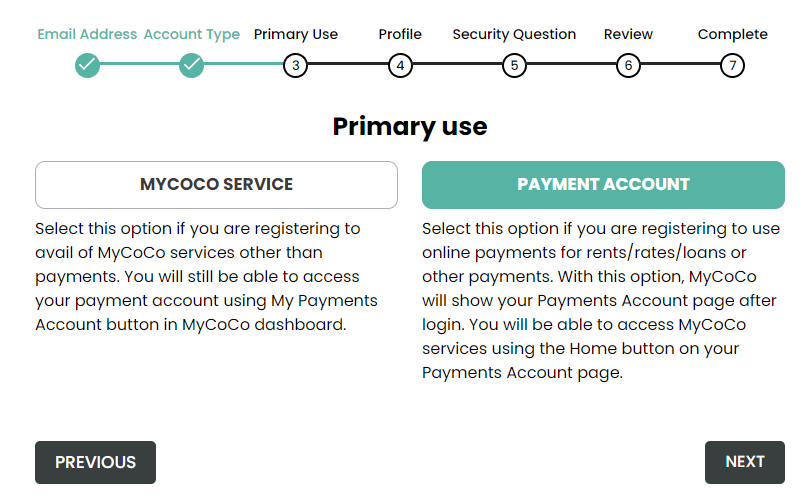 Email Address Account Type Primary Use Profile Security Question Review Complete
3 4 5 6 7
Primary use
MYCOCO SERVICE
Select this option if you are registering to
avail of MyCoCo services other than
payments. You will still be able to access
your payment account using My Payments
Account button in MyCoCo dashboard.
PAYMENT ACCOUNT
Select this option if you are registering to use
online payments for rents/rates/loans or
other payments. With this option, MyCoCo
will show your Payments Account page after
login. You will be able to access MyCoCo
services using the Home button on your
Payments Account page.
PREVIOUS
NEXT